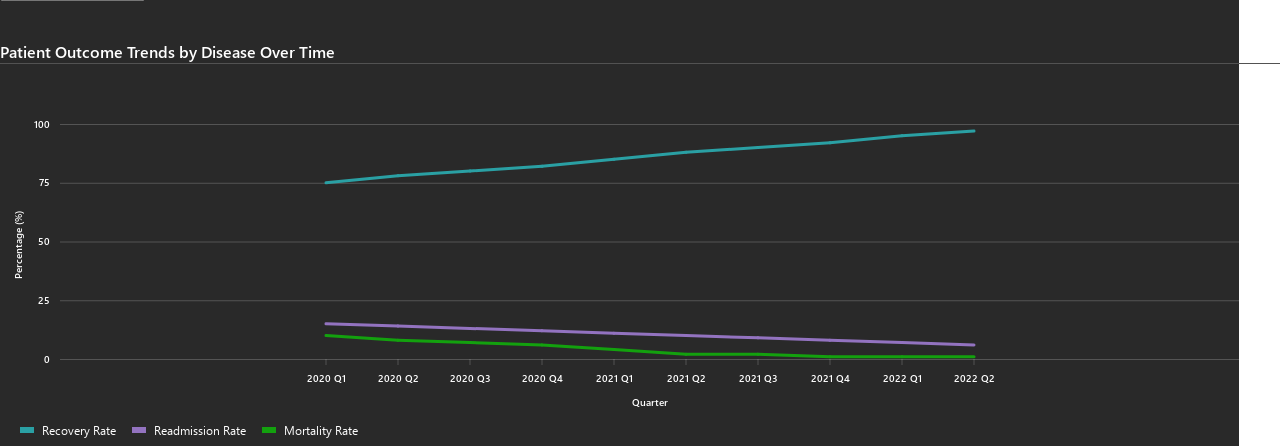 Patient Outcome Trends by Disease Over Time
100
75
50
25
0
Percentage (%)
2020 Q1 2020 Q2 2020 Q3 2020 Q4 2021 Q1 2021 Q2 2021 Q3 2021 Q4 2022 Q1 2022 Q2
Quarter
Recovery Rate Readmission Rate Mortality Rate